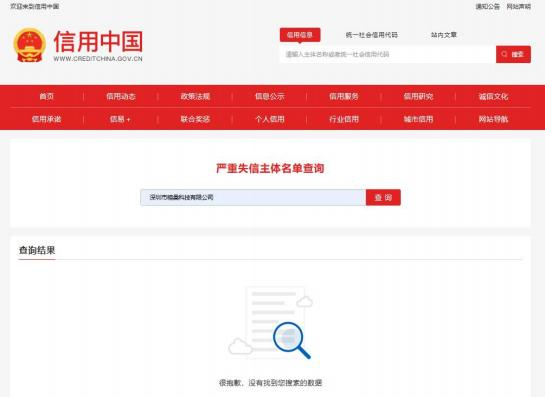 欢迎来到信用中国
通知公告 网站声明
信用信息 统一社会信用代码 站内文章
信用中国
WWW.CREDITCHINA.GOV.CN
请输入主体名称或者统一社会信用代码 搜索
首页 信用动态 政策法规 信息公示 信用服务 信用研究 诚信文化
信用承诺 信易+ 联合奖惩 个人信用 行业信用 城市信用 网站导航
严重失信主体名单查询
深圳市 科技有限公司 查询
查询结果
很抱歉，没有找到您搜索的数据